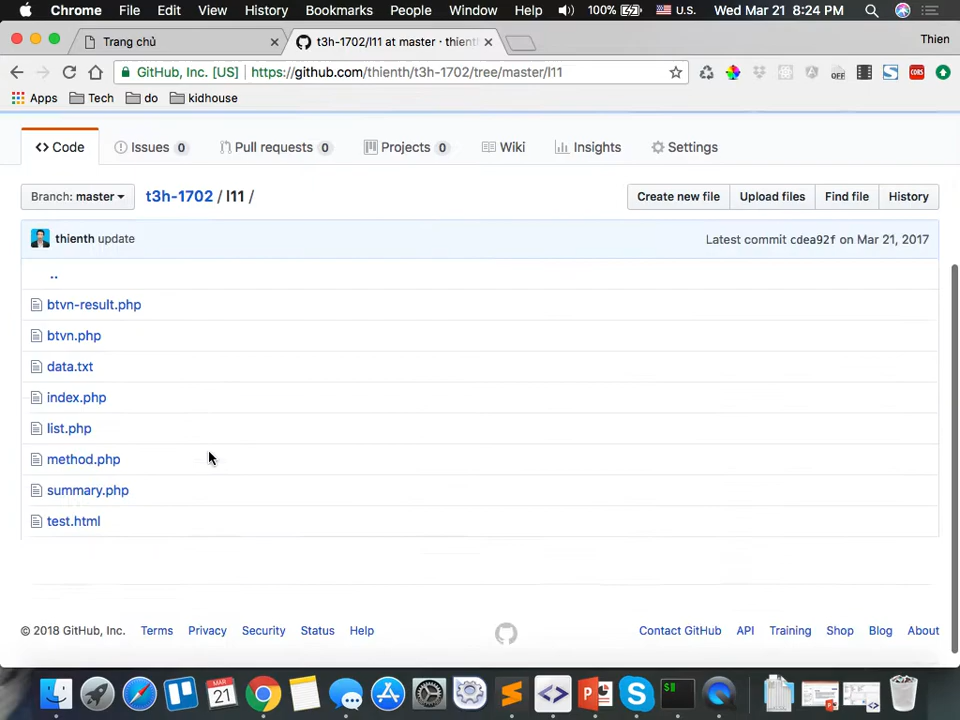 Chrome File Edit View History Bookmarks People Window Help 100% U.S. Wed Mar 21 8:24 PM
Trang chủ
t3h-1702/l11 at master · thienth
Thien
GitHub, Inc. [US] https://github.com/thienth/t3h-1702/tree/master/l11
OFF
CORS
Apps Tech do kidhouse
Code Issues 0 Pull requests 0 Projects 0 Wiki Insights Settings
Branch: master t3h-1702 / l11 / Create new file Upload files Find file History
thienth update Latest commit cdea92f on Mar 21, 2017
..
btvn-result.php
btvn.php
data.txt
index.php
list.php
method.php
summary.php
test.html
© 2018 GitHub, Inc. Terms Privacy Security Status Help Contact GitHub API Training Shop Blog About
MAR
21